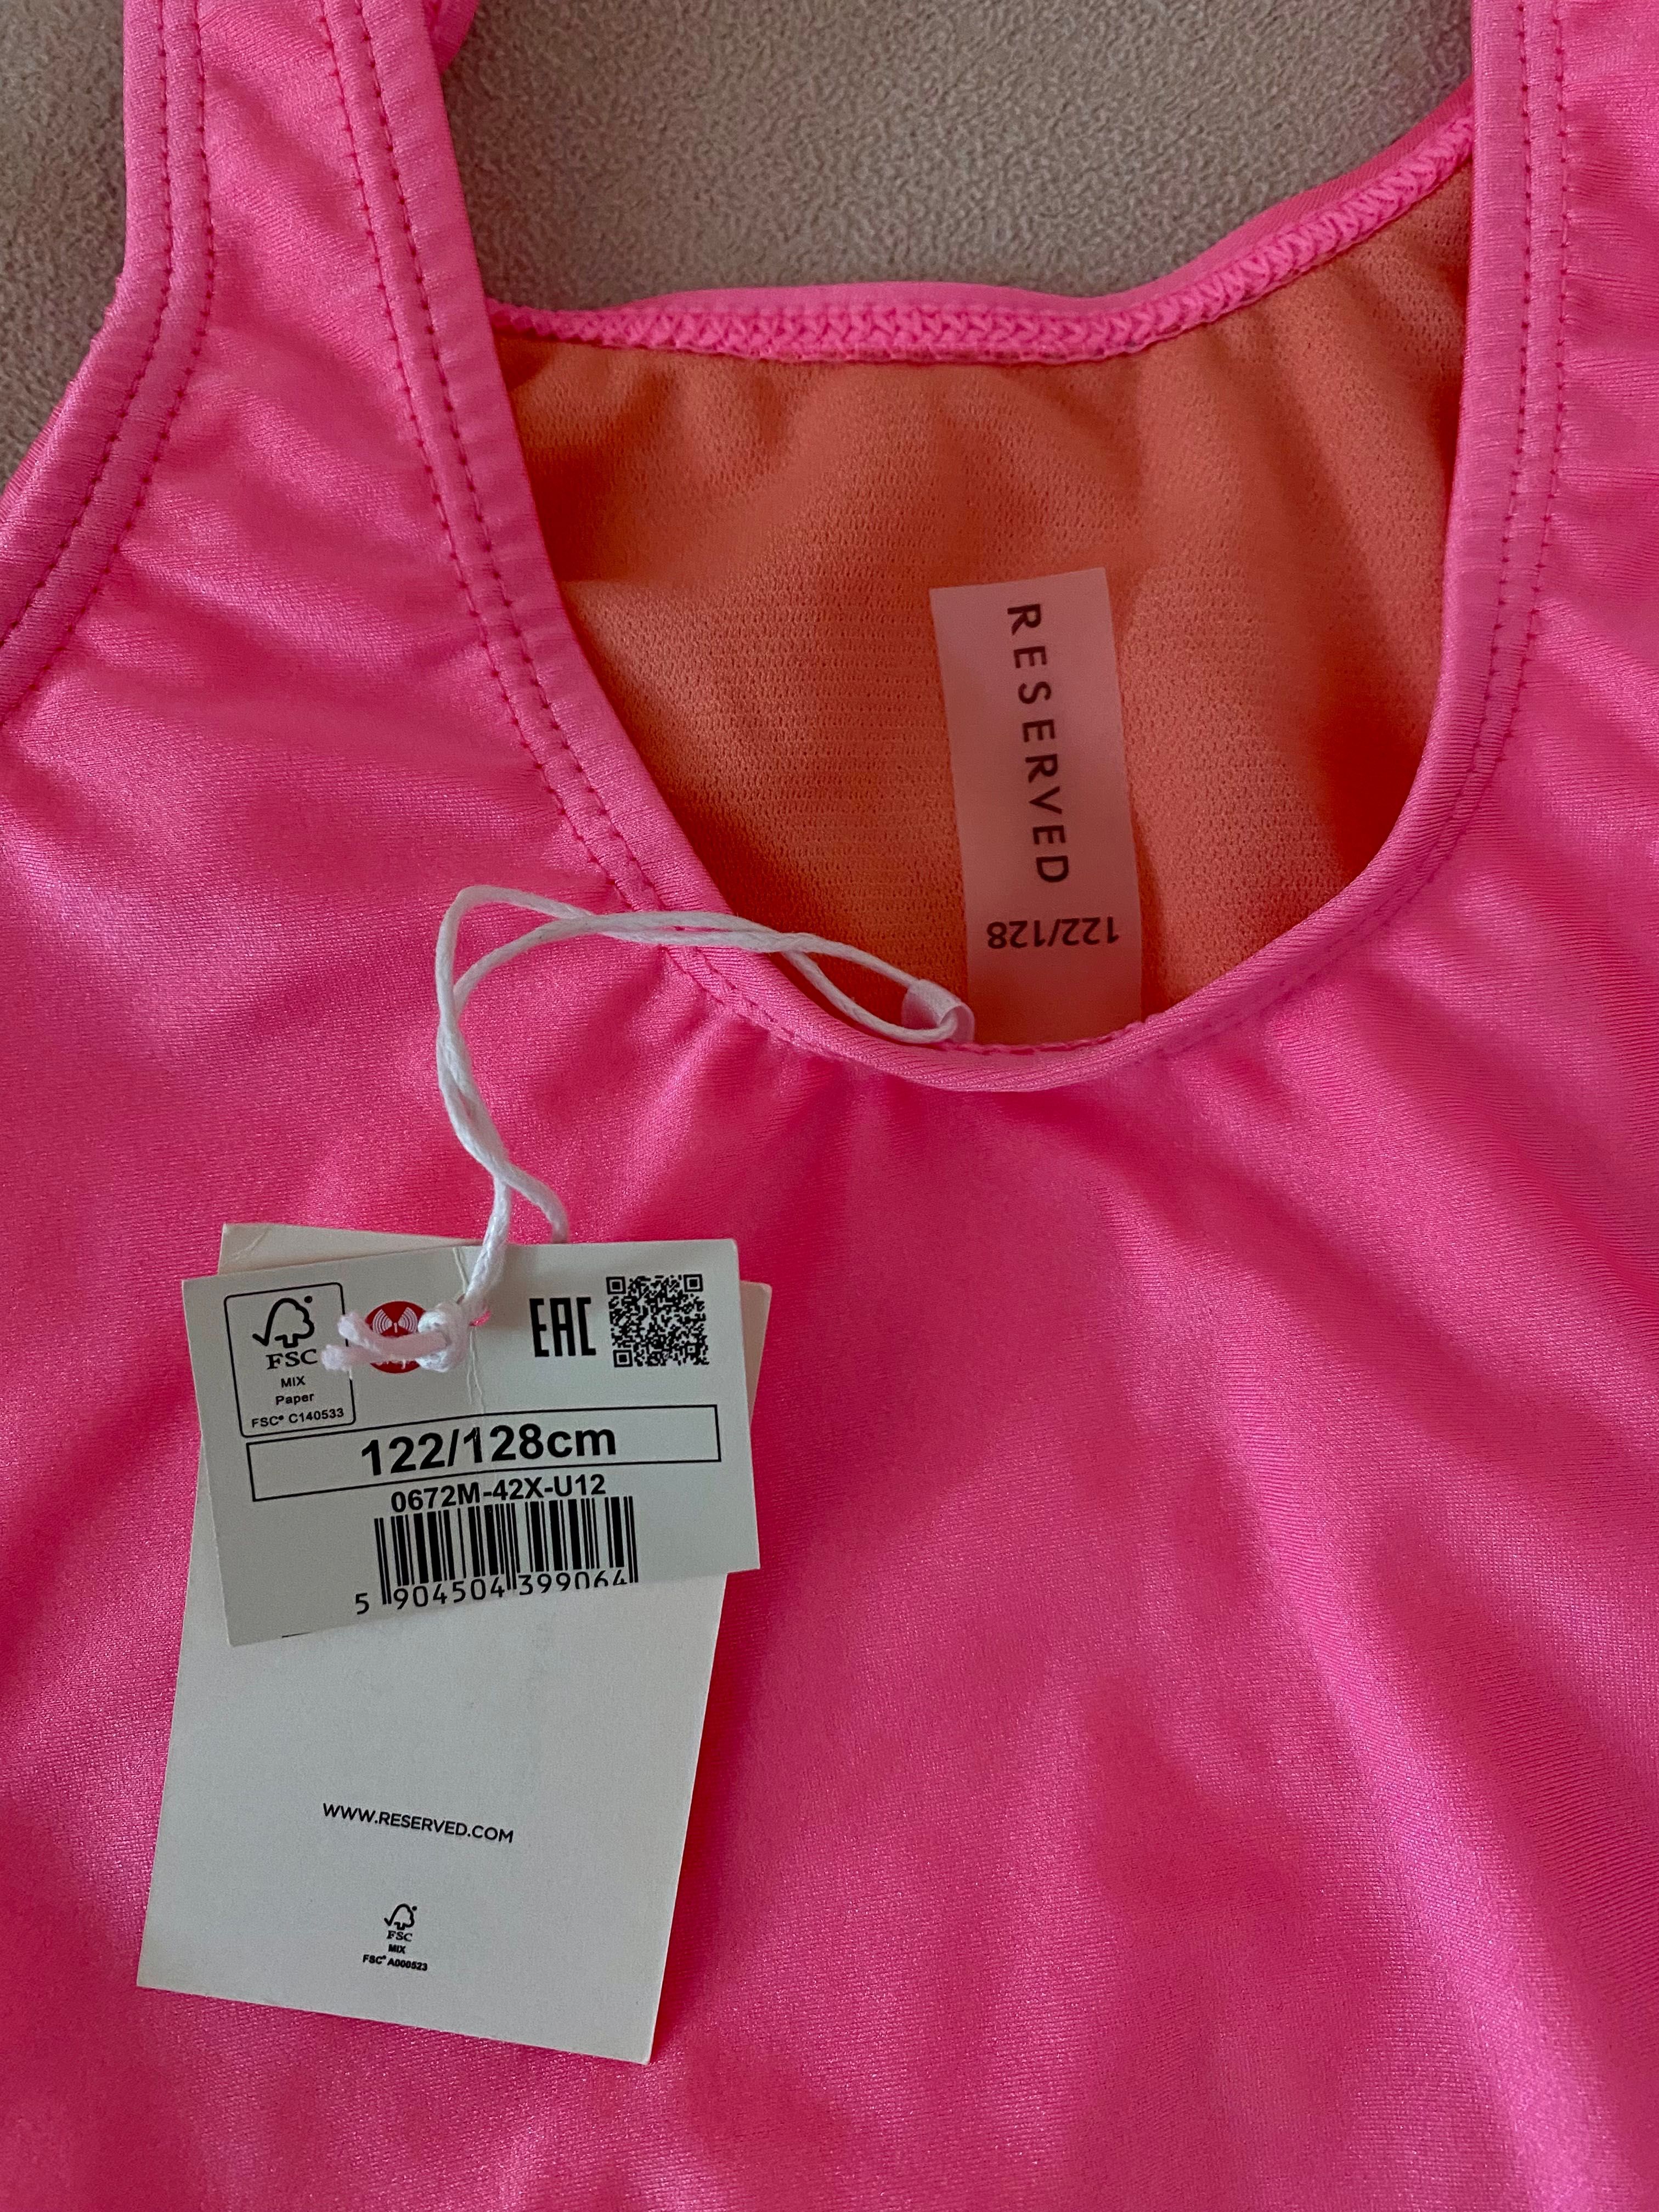 RESERVED
122/128
EAC
FSC
MIX
Paper
FSC® C140533
122/128cm
0672M-42X-U12
5 904504 399064
WWW.RESERVED.COM
FSC
MIX
FSC® A000523